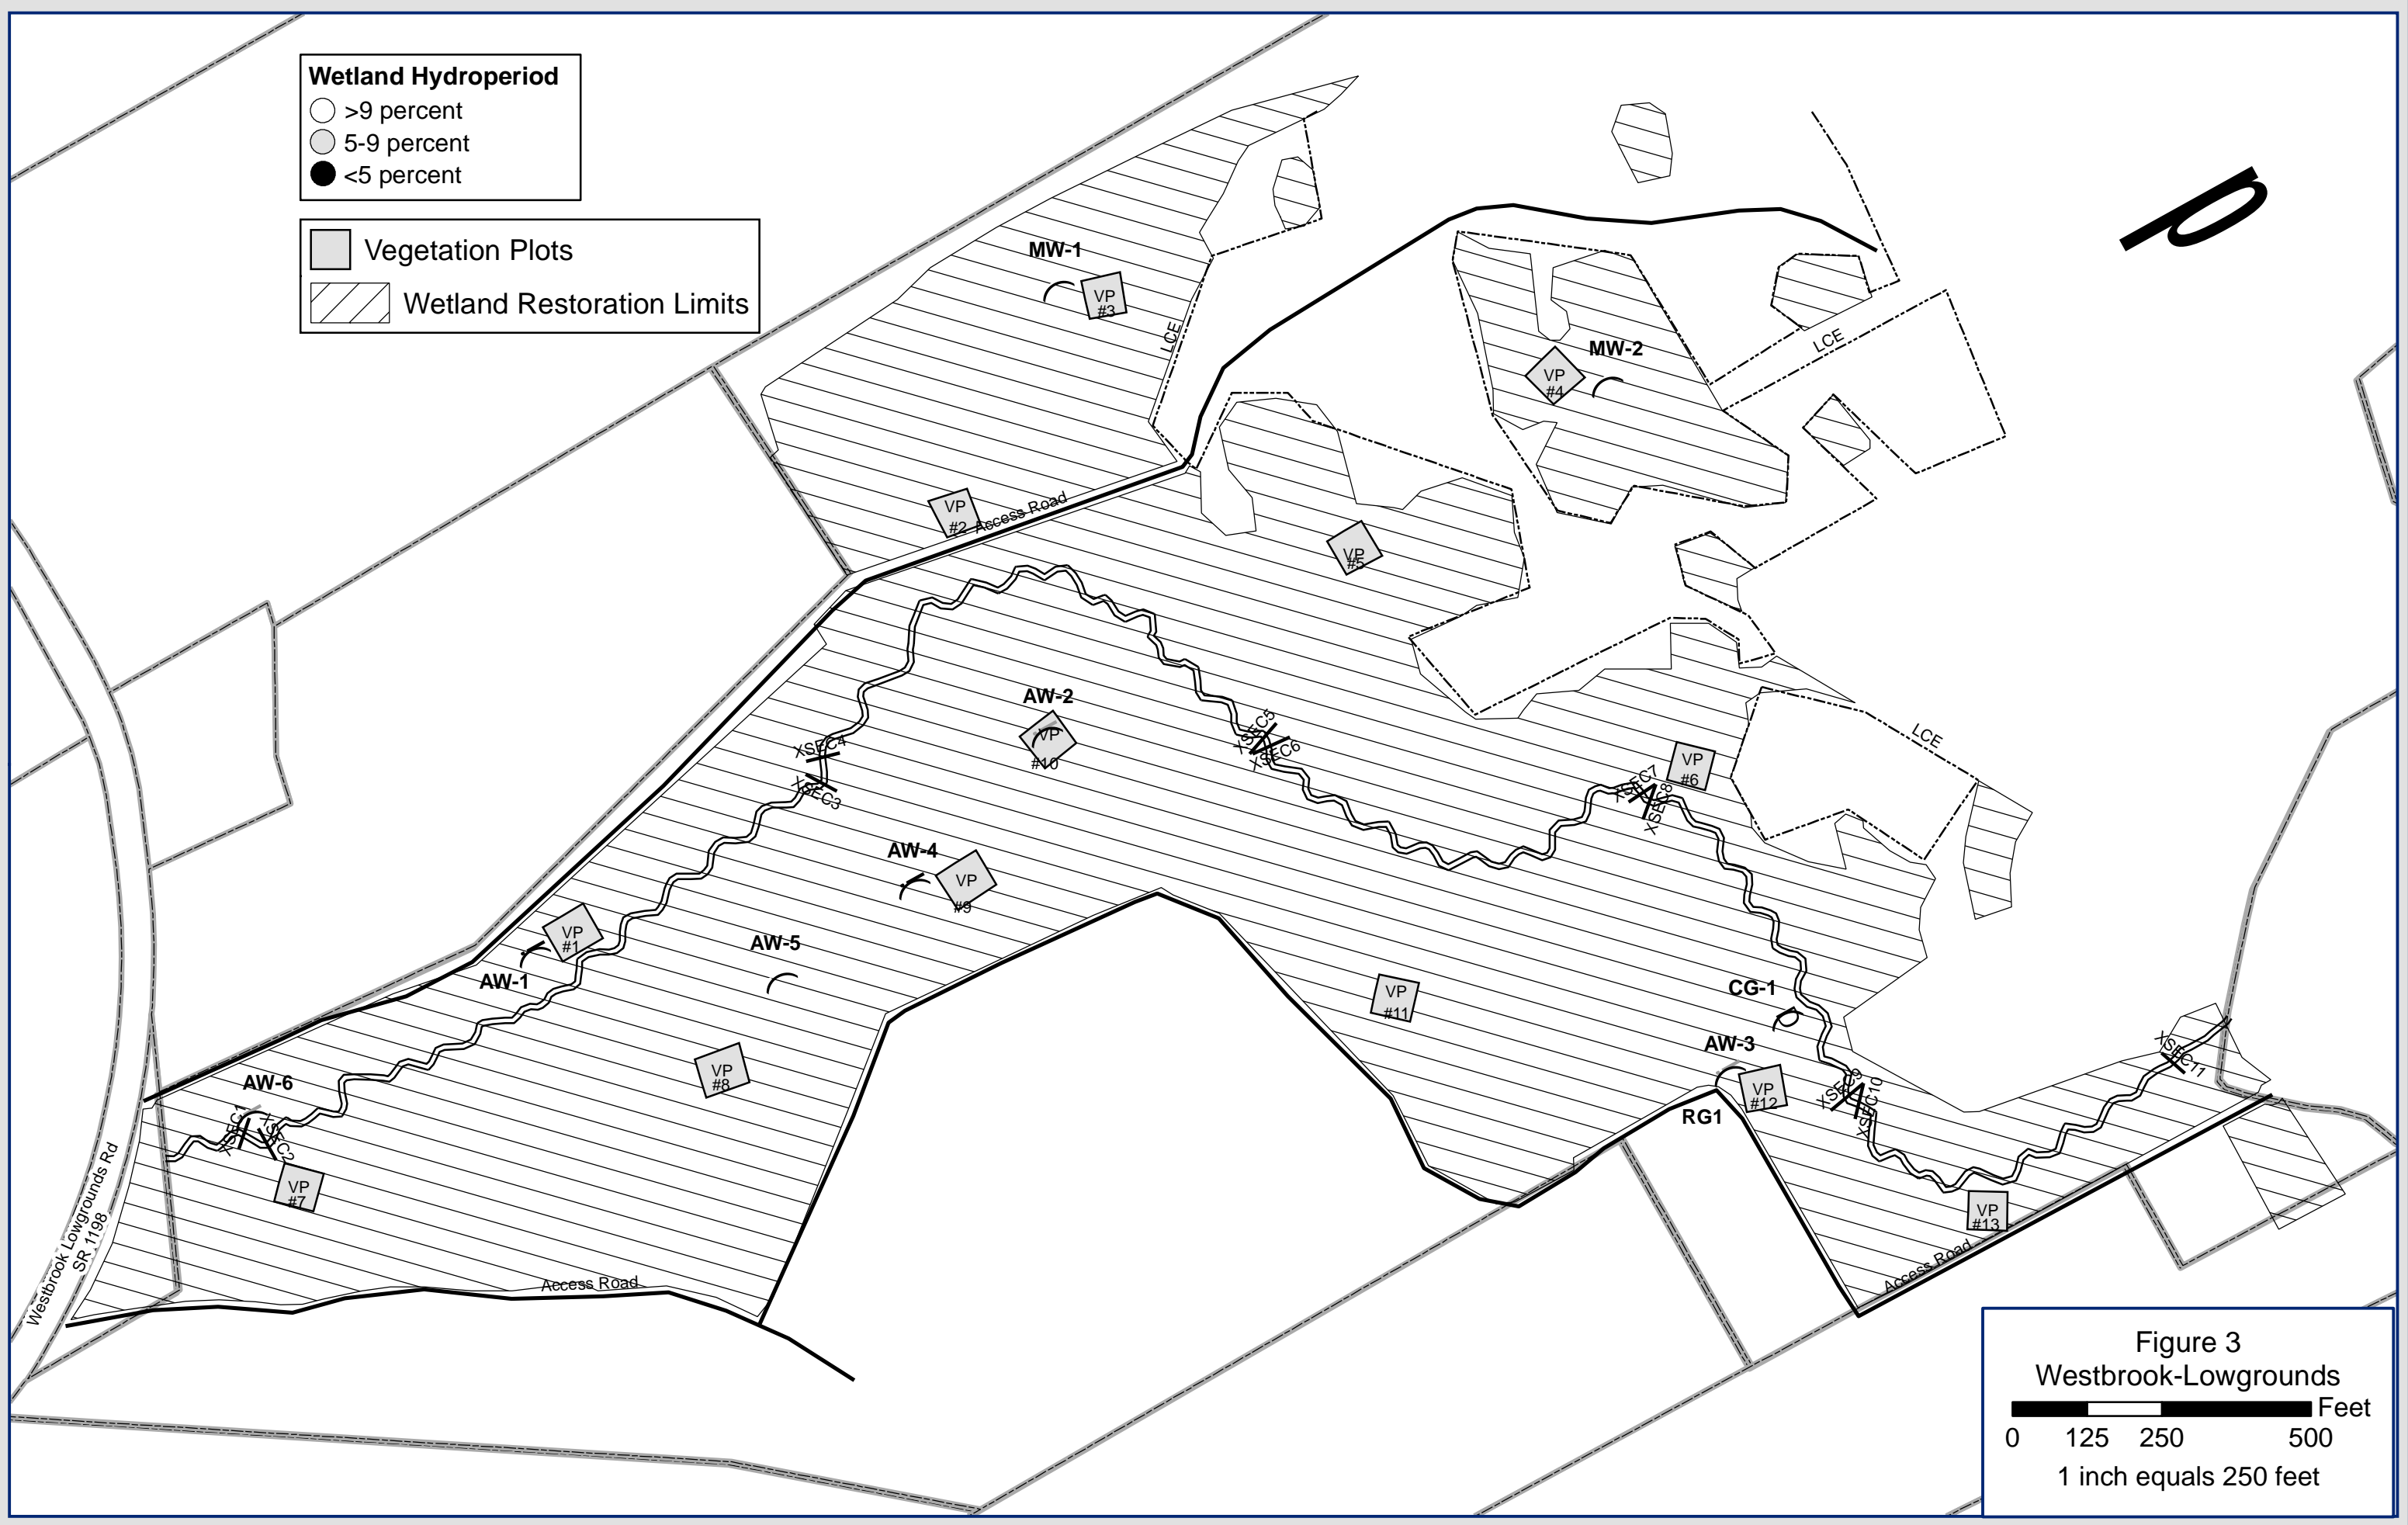 Wetland Hydroperiod
>9 percent
5-9 percent
<5 percent
Vegetation Plots
Wetland Restoration Limits
MW-1
VP
#3
LCE
MW-2
VP
#4
LCE
VP
#2
Access Road
VP
#5
AW-2
VP
#10
XSEC4
XSEC3
XSEC5
XSEC6
LCE
VP
#6
XSEC7
XSEC8
AW-4
VP
#9
VP
#1
AW-1
AW-5
CG-1
VP
#11
AW-3
VP
#12
RG1
XSEC9
XSEC10
XSEC11
VP
#8
AW-6
XSEC1
XSEC2
VP
#7
VP
#13
Access Road
Access Road
Westbrook Lowgrounds Rd
SR 1198
Figure 3
Westbrook-Lowgrounds
Feet
0 125 250 500
1 inch equals 250 feet